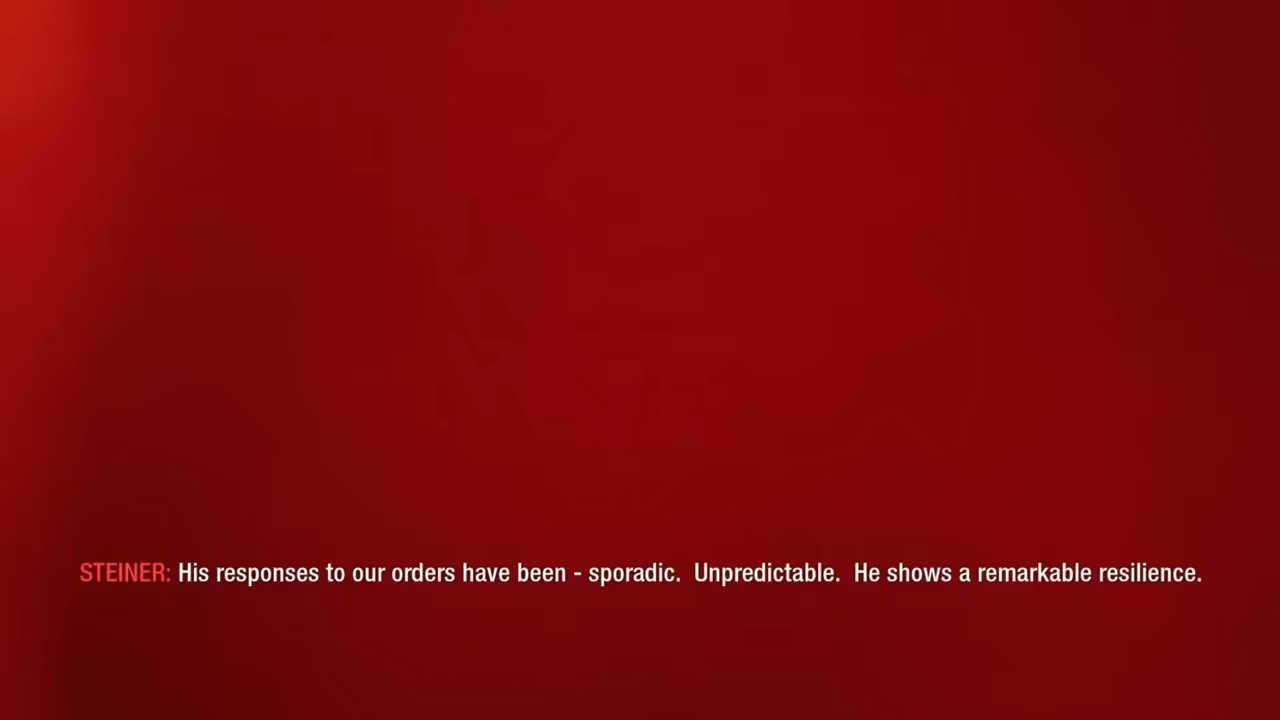 STEINER: His responses to our orders have been - sporadic.  Unpredictable.  He shows a remarkable resilience.